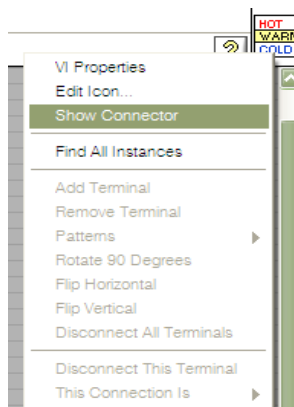 HOT
WARM
COLD
?
VI Properties
Edit Icon...
Show Connector
Find All Instances
Add Terminal
Remove Terminal
Patterns
Rotate 90 Degrees
Flip Horizontal
Flip Vertical
Disconnect All Terminals
Disconnect This Terminal
This Connection Is